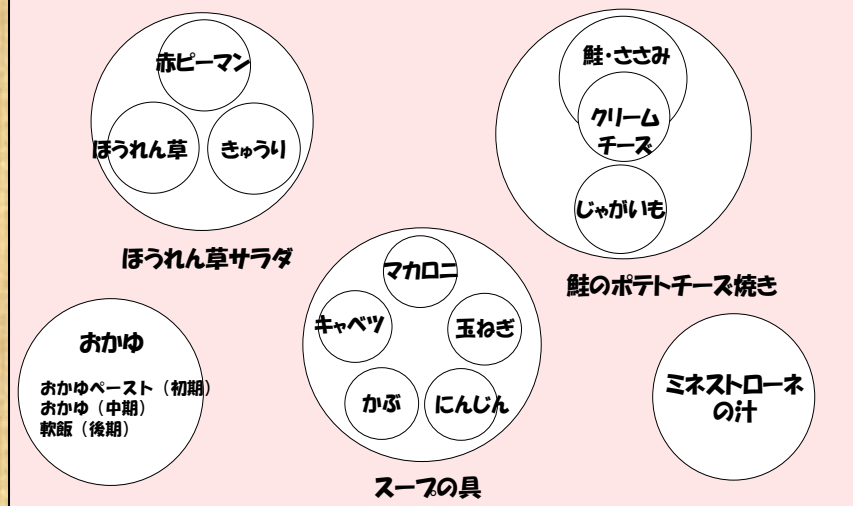 赤ピーマン
ほうれん草
きゅうり
ほうれん草サラダ
鮭・ささみ
クリーム
チーズ
じゃがいも
鮭のポテトチーズ焼き
おかゆ
おかゆペースト（初期）
おかゆ（中期）
軟飯（後期）
マカロニ
キャベツ
玉ねぎ
かぶ
にんじん
スープの具
ミネストローネ
の汁